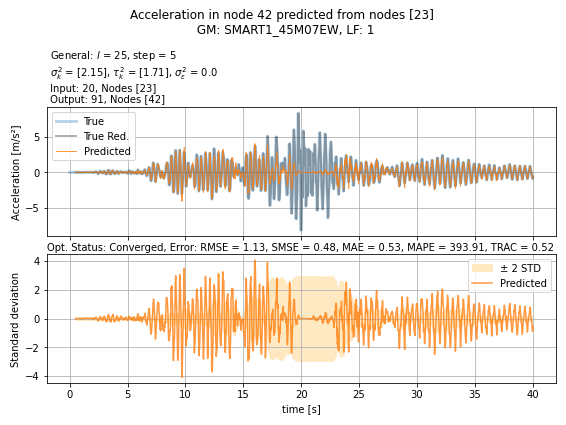 Acceleration in node 42 predicted from nodes [23]
GM: SMART1_45M07EW, LF: 1
General: l = 25, step = 5
σ²ₖ = [2.15], τ²ₖ = [1.71], σ²ε = 0.0
Input: 20, Nodes [23]
Output: 91, Nodes [42]
Acceleration [m/s²]
5
0
−5
True
True Red.
Predicted
Opt. Status: Converged, Error: RMSE = 1.13, SMSE = 0.48, MAE = 0.53, MAPE = 393.91, TRAC = 0.52
Standard deviation
4
2
0
−2
−4
± 2 STD
Predicted
0 5 10 15 20 25 30 35 40
time [s]